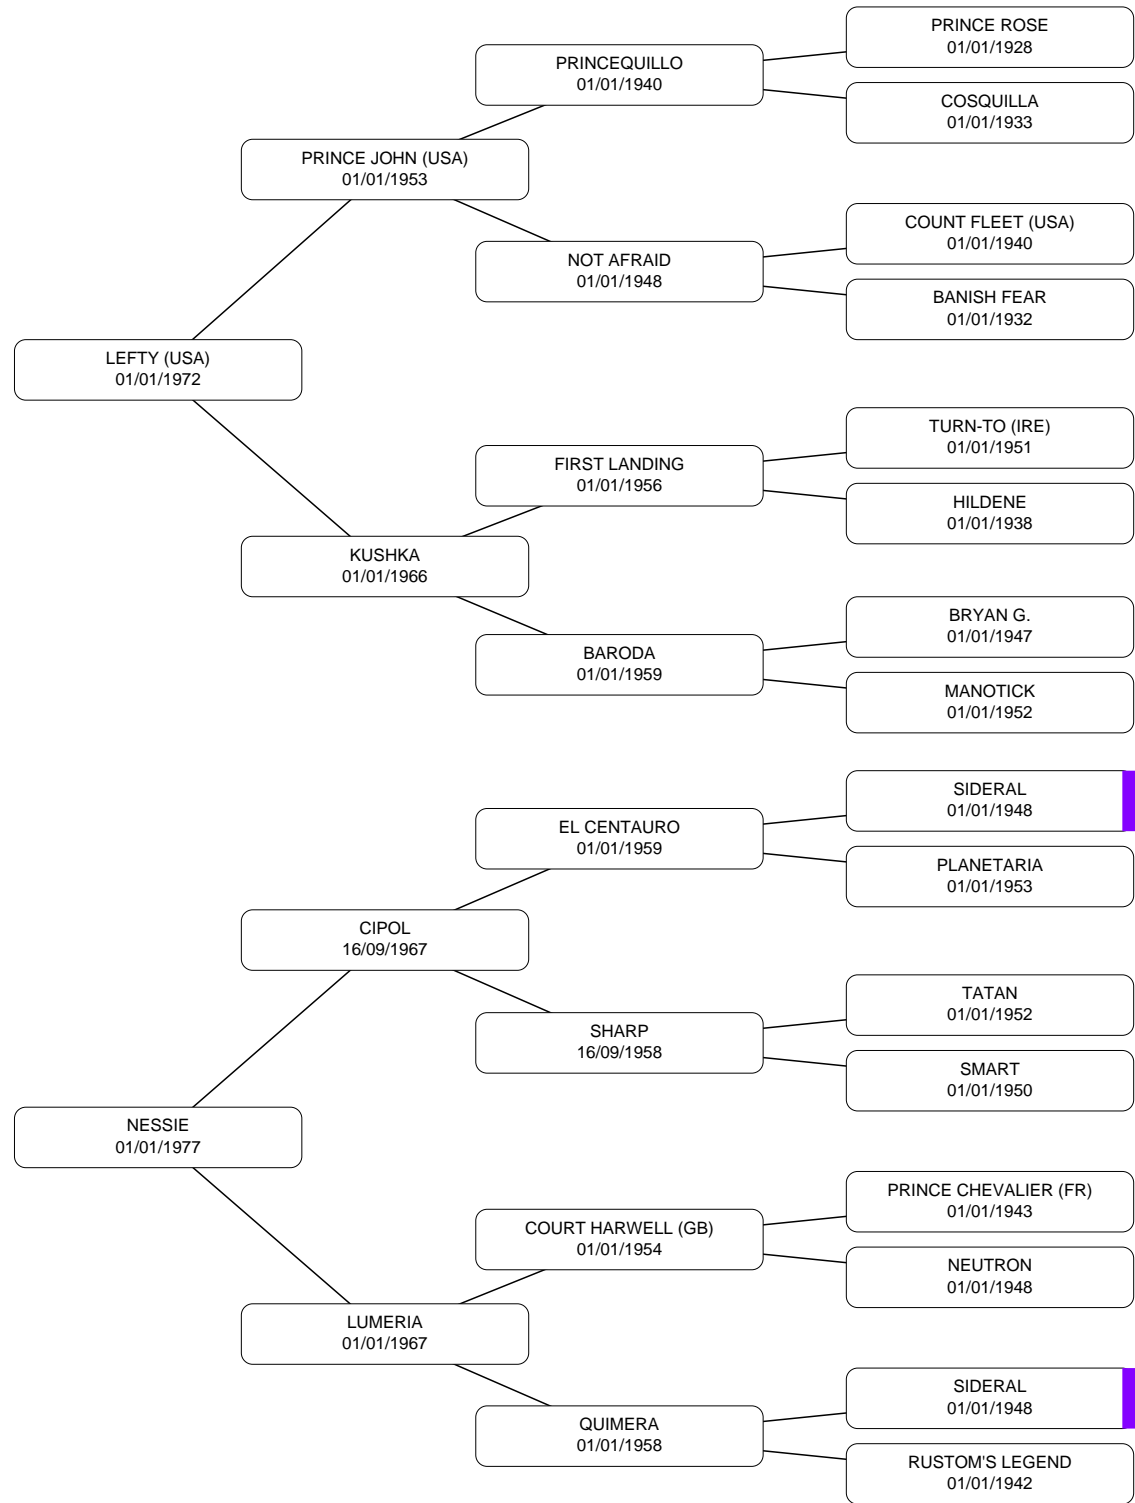 PRINCE ROSE
01/01/1928
PRINCEQUILLO
01/01/1940
COSQUILLA
01/01/1933
PRINCE JOHN (USA)
01/01/1953
COUNT FLEET (USA)
01/01/1940
NOT AFRAID
01/01/1948
BANISH FEAR
01/01/1932
LEFTY (USA)
01/01/1972
TURN-TO (IRE)
01/01/1951
FIRST LANDING
01/01/1956
HILDENE
01/01/1938
KUSHKA
01/01/1966
BRYAN G.
01/01/1947
BARODA
01/01/1959
MANOTICK
01/01/1952
SIDERAL
01/01/1948
EL CENTAURO
01/01/1959
PLANETARIA
01/01/1953
CIPOL
16/09/1967
TATAN
01/01/1952
SHARP
16/09/1958
SMART
01/01/1950
NESSIE
01/01/1977
PRINCE CHEVALIER (FR)
01/01/1943
COURT HARWELL (GB)
01/01/1954
NEUTRON
01/01/1948
LUMERIA
01/01/1967
SIDERAL
01/01/1948
QUIMERA
01/01/1958
RUSTOM'S LEGEND
01/01/1942